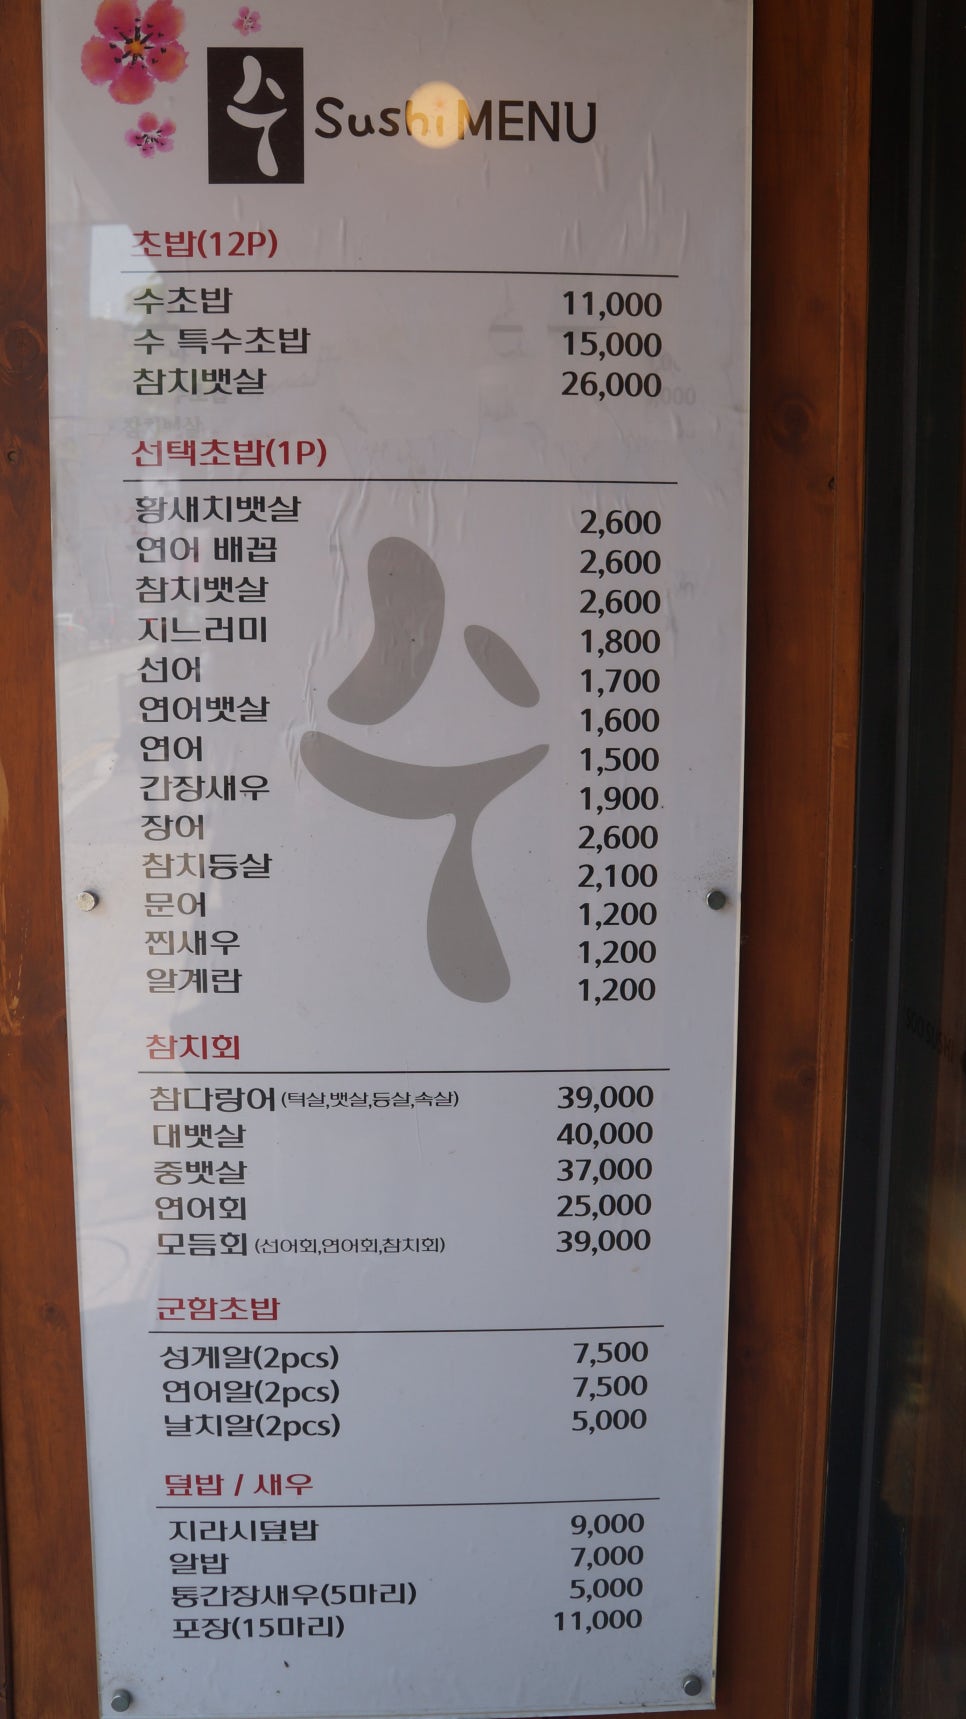 수 Sushi MENU
초밥(12P)
수초밥 11,000
수 특수초밥 15,000
참치뱃살 26,000
선택초밥(1P)
황새치뱃살 2,600
연어 배꼽 2,600
참치뱃살 2,600
지느러미 1,800
선어 1,700
연어뱃살 1,600
연어 1,500
간장새우 1,900
장어 2,600
참치등살 2,100
문어 1,200
찐새우 1,200
알계란 1,200
참치회
참다랑어 (턱살,뱃살,등살,속살) 39,000
대뱃살 40,000
중뱃살 37,000
연어회 25,000
모듬회 (선어회,연어회,참치회) 39,000
군함초밥
성게알(2pcs) 7,500
연어알(2pcs) 7,500
날치알(2pcs) 5,000
덮밥 / 새우
지라시덮밥 9,000
알밥 7,000
통간장새우(5마리) 5,000
포장(15마리) 11,000